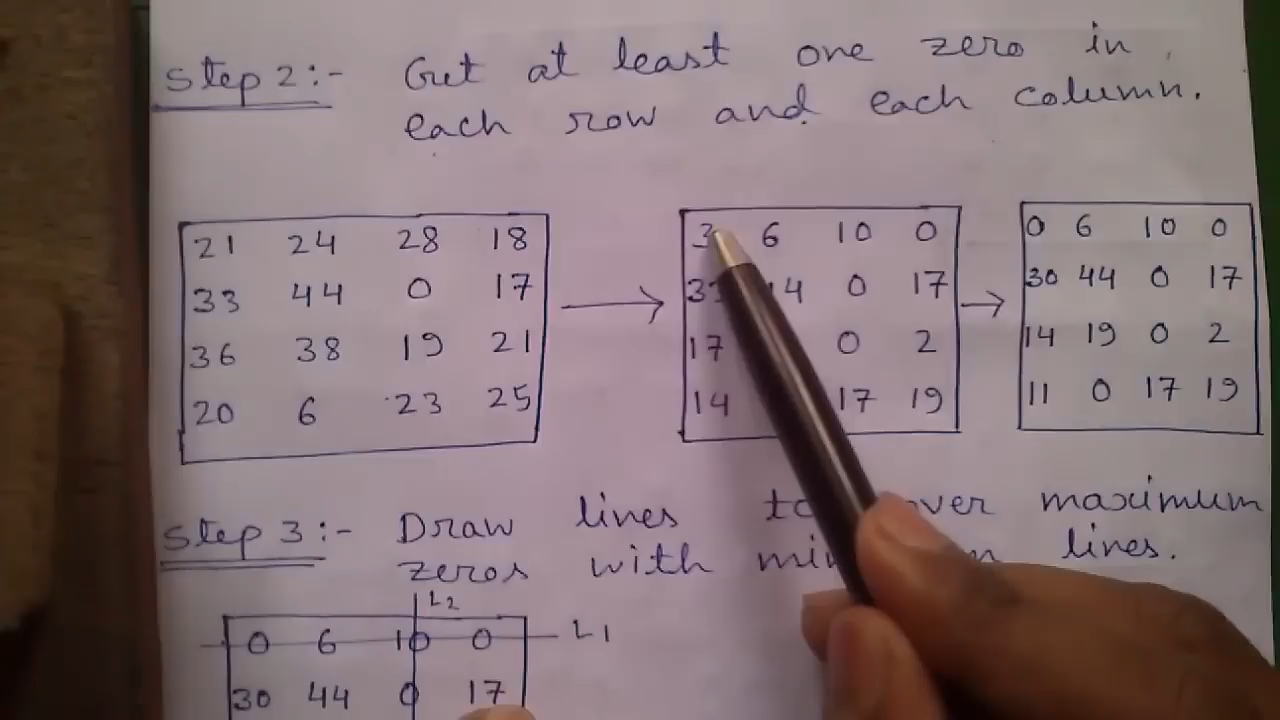 Step 2:- Get at least one zero in
each row and each column.
21 24 28 18
33 44 0 17
36 38 19 21
20 6 23 25
3 6 10 0
0 17
17 0 2
14 17 19
0 6 10 0
30 44 0 17
14 19 0 2
11 0 17 19
Step 3:- Draw lines maximum
zeros with lines.
L2
0 6 10 0 L1
30 44 0 17